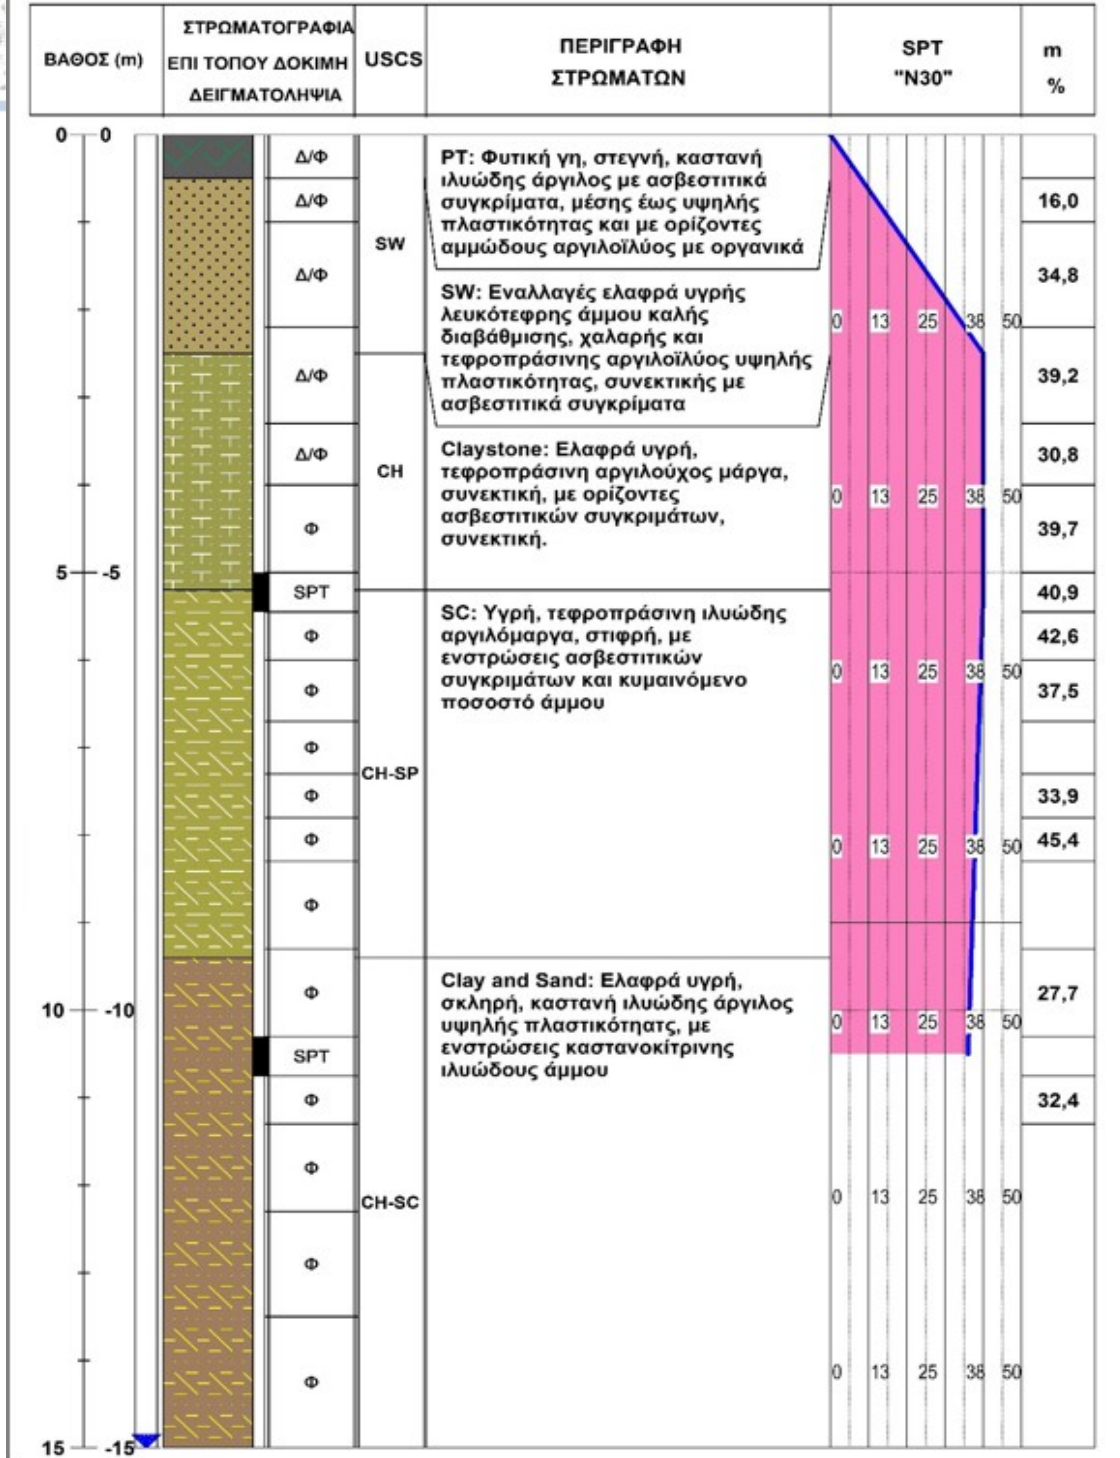 ΒΑΘΟΣ (m)
ΣΤΡΩΜΑΤΟΓΡΑΦΙΑ
ΕΠΙ ΤΟΠΟΥ ΔΟΚΙΜΗ
ΔΕΙΓΜΑΤΟΛΗΨΙΑ
USCS
ΠΕΡΙΓΡΑΦΗ
ΣΤΡΩΜΑΤΩΝ
SPT
"N30"
m
%
0 0
Δ/Φ
Δ/Φ
Δ/Φ
Δ/Φ
Δ/Φ
Φ
5 -5
SPT
Φ
Φ
Φ
Φ
Φ
Φ
Φ
10 -10
SPT
Φ
Φ
Φ
Φ
15 -15
SW
CH
CH-SP
CH-SC
PT: Φυτική γη, στεγνή, καστανή
ιλυώδης άργιλος με ασβεστιτικά
συγκρίματα, μέσης έως υψηλής
πλαστικότητας και με ορίζοντες
αμμώδους αργιλοϊλύος με οργανικά
SW: Εναλλαγές ελαφρά υγρής
λευκότεφρης άμμου καλής
διαβάθμισης, χαλαρής και
τεφροπράσινης αργιλοϊλύος υψηλής
πλαστικότητας, συνεκτικής με
ασβεστιτικά συγκρίματα
Claystone: Ελαφρά υγρή,
τεφροπράσινη αργιλούχος μάργα,
συνεκτική, με ορίζοντες
ασβεστιτικών συγκριμάτων,
συνεκτική.
SC: Υγρή, τεφροπράσινη ιλυώδης
αργιλόμαργα, στιφρή, με
ενστρώσεις ασβεστιτικών
συγκριμάτων και κυμαινόμενο
ποσοστό άμμου
Clay and Sand: Ελαφρά υγρή,
σκληρή, καστανή ιλυώδης άργιλος
υψηλής πλαστικότηατς, με
ενστρώσεις καστανοκίτρινης
ιλυώδους άμμου
0 13 25 38 50
0 13 25 38 50
0 13 25 38 50
0 13 25 38 50
0 13 25 38 50
0 13 25 38 50
0 13 25 38 50
16,0
34,8
39,2
30,8
39,7
40,9
42,6
37,5
33,9
45,4
27,7
32,4